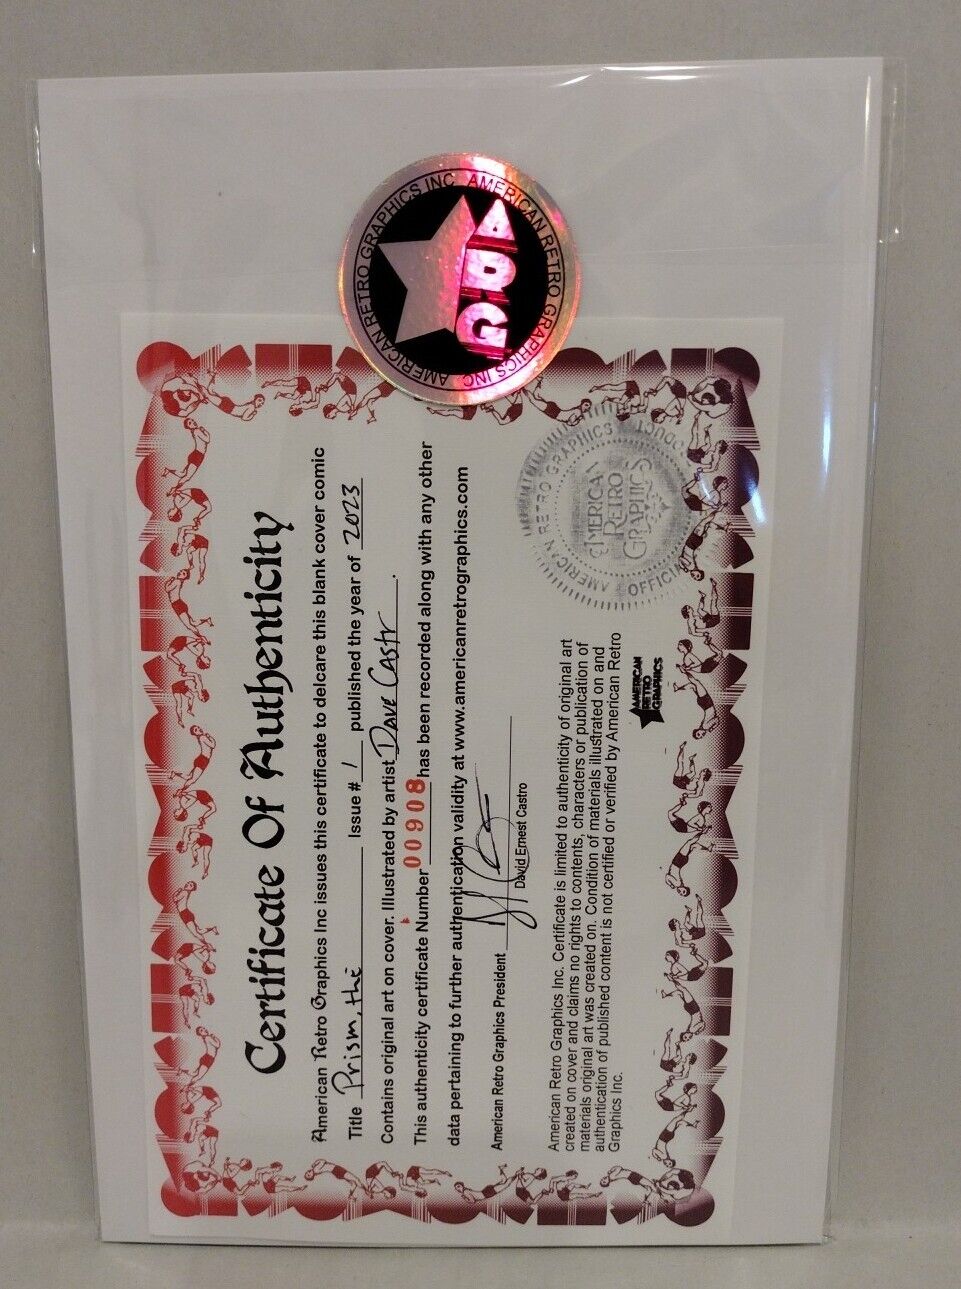 AMERICAN RETRO GRAPHICS INC AMERICAN RETRO GRAPHICS INC
ARG
Certificate Of Authenticity
American Retro Graphics Inc issues this certificate to delcare this blank cover comic
Title Prism, the Issue # 1 published the year of 2023
Contains original art on cover. Illustrated by artist Dave Castr.
This authenticity certificate Number 00908 has been recorded along with any other
data pertaining to further authentication validity at www.americanretrographics.com
American Retro Graphics President
David Ernest Castro
American Retro Graphics Inc. Certificate is limited to authenticity of original art
created on cover and claims no rights to contents, characters or publication of
materials original art was created on. Condition of materials illustrated on and
authentication of published content is not certified or verified by American Retro
Graphics Inc.
AMERICAN
RETRO
GRAPHICS
AMERICAN RETRO GRAPHICS
OFFICIAL
AMERICAN
RETRO
GRAPHICS